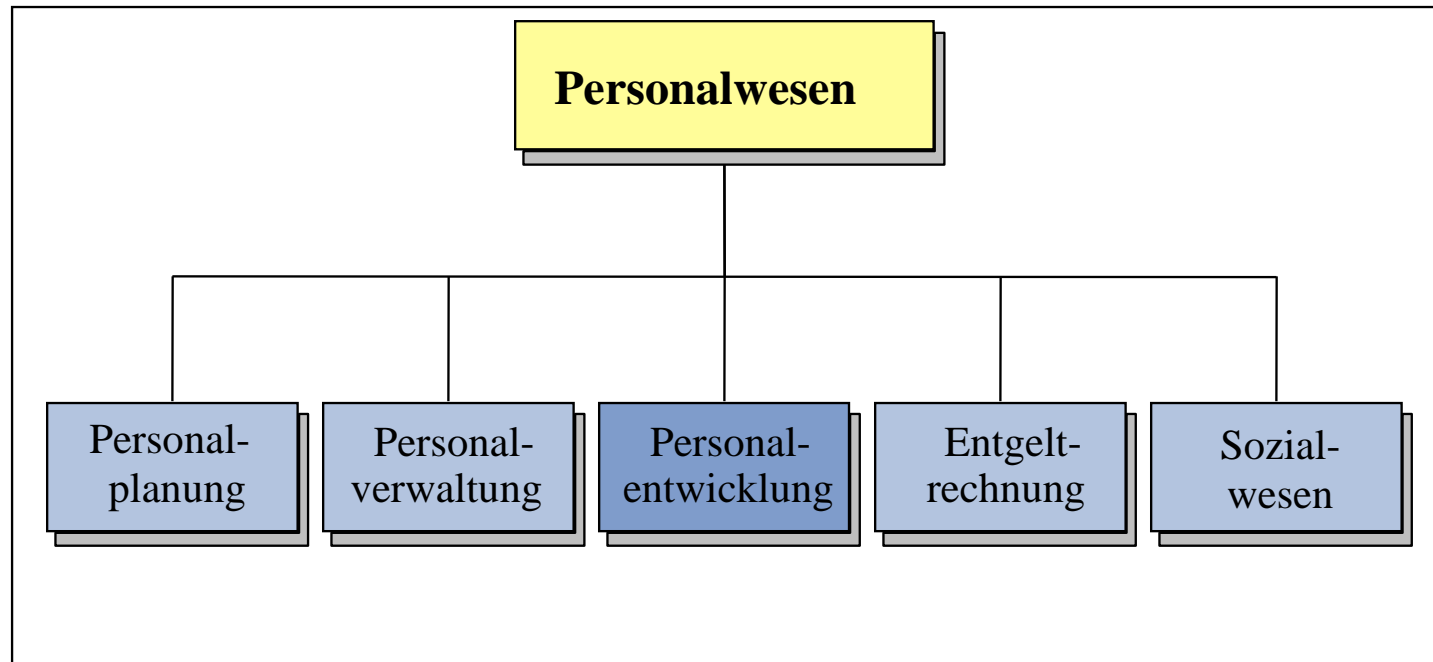 Personalwesen
Personal-
planung
Personal-
verwaltung
Personal-
entwicklung
Entgelt-
rechnung
Sozial-
wesen